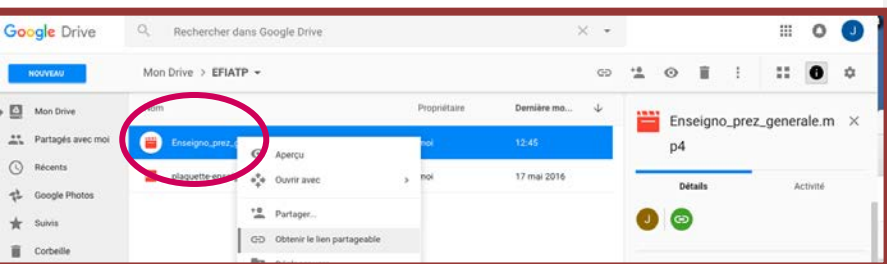 Google Drive
Rechercher dans Google Drive
J
NOUVEAU
Mon Drive > EFIATP
Nom
Propriétaire
Dernière mo...
Mon Drive
Partagés avec moi
Récents
Google Photos
Suivis
Corbeille
Enseigno_prez_g
moi
12:45
plaquette
moi
17 mai 2016
Aperçu
Ouvrir avec
Partager...
Obtenir le lien partageable
Enseigno_prez_generale.m
p4
Détails
Activité
J